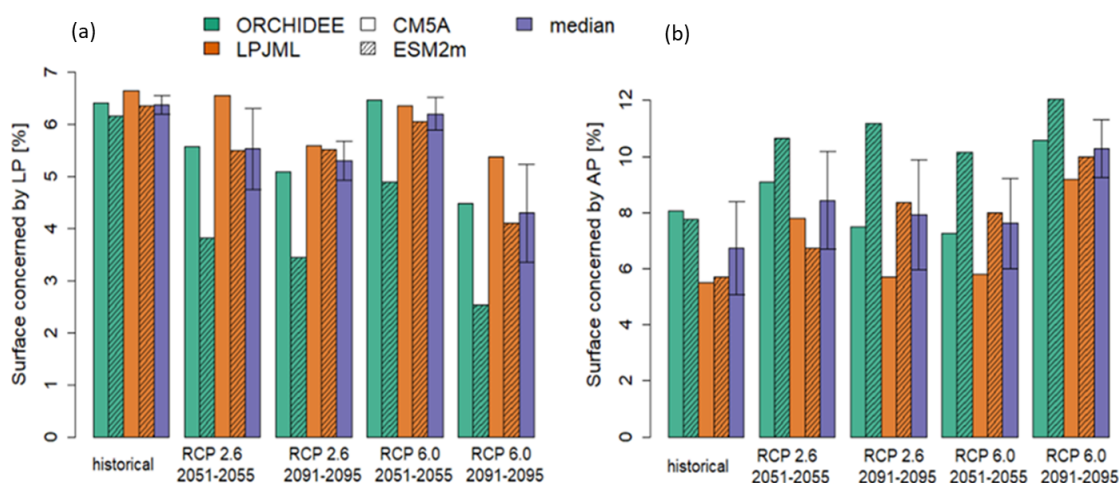 (a)
ORCHIDEE CM5A median
LPJML ESM2m
Surface concerned by LP [%]
7
6
5
4
3
2
1
0
historical
RCP 2.6
2051-2055
RCP 2.6
2091-2095
RCP 6.0
2051-2055
RCP 6.0
2091-2095
(b)
Surface concerned by AP [%]
12
10
8
6
4
2
0
historical
RCP 2.6
2051-2055
RCP 2.6
2091-2095
RCP 6.0
2051-2055
RCP 6.0
2091-2095